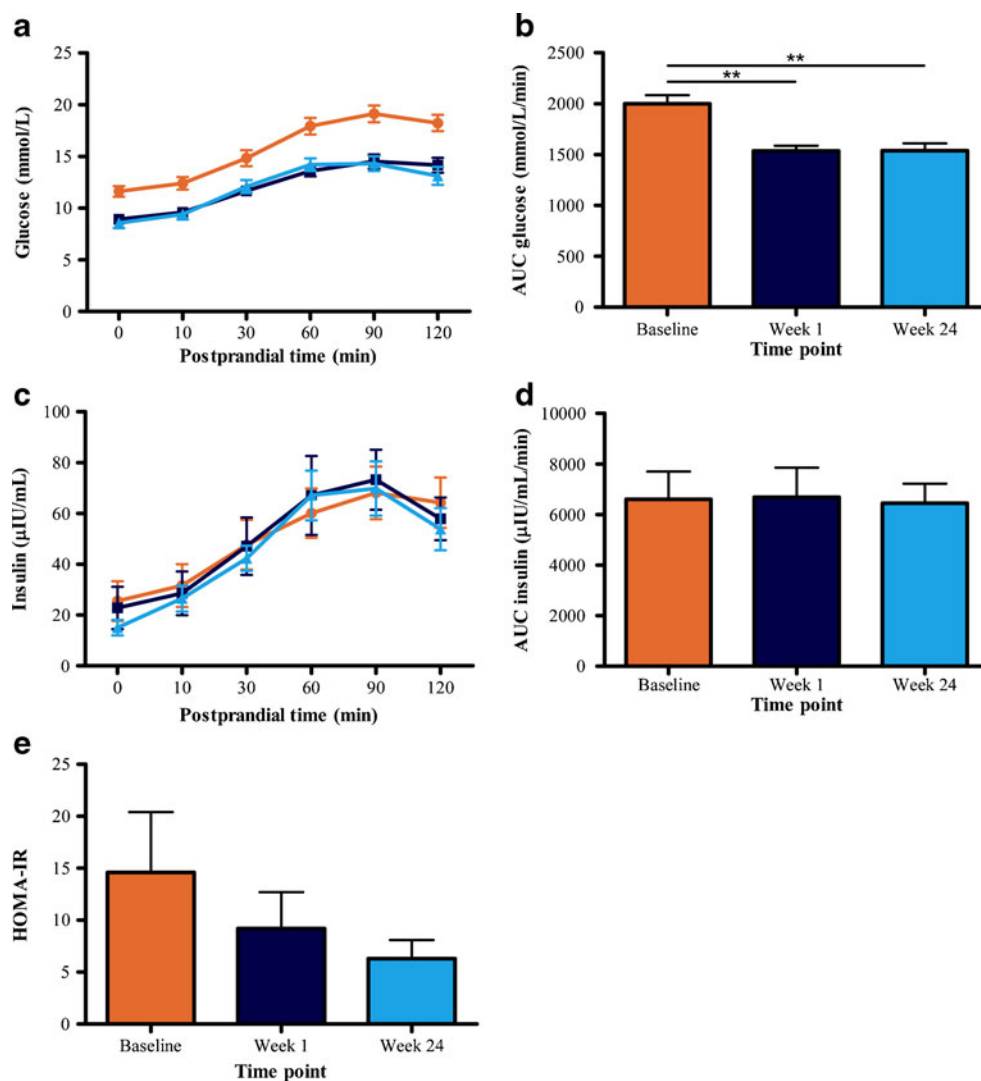 a
25
20
15
10
5
0
Glucose (mmol/L)
0 10 30 60 90 120
Postprandial time (min)
b
2500
2000
1500
1000
500
0
AUC glucose (mmol/L/min)
**
**
Baseline Week 1 Week 24
Time point
c
100
80
60
40
20
0
Insulin (µIU/mL)
0 10 30 60 90 120
Postprandial time (min)
d
10000
8000
6000
4000
2000
0
AUC insulin (µIU/mL/min)
Baseline Week 1 Week 24
Time point
e
25
20
15
10
5
0
HOMA-IR
Baseline Week 1 Week 24
Time point